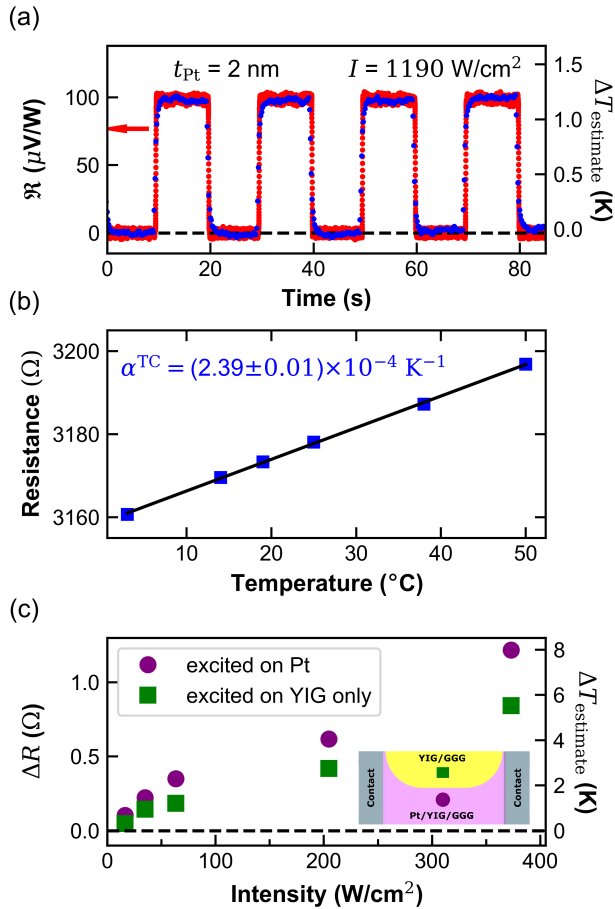 (a)
t_Pt = 2 nm
I = 1190 W/cm²
100
50
0
ℜ (μV/W)
1.5
1.0
0.5
0.0
ΔT_estimate (K)
0
20
40
60
80
Time (s)
(b)
α^TC = (2.39±0.01)×10⁻⁴ K⁻¹
3200
3180
3160
Resistance (Ω)
10
20
30
40
50
Temperature (°C)
(c)
excited on Pt
excited on YIG only
1.0
0.5
0.0
ΔR (Ω)
8
6
4
2
0
ΔT_estimate (K)
YIG/GGG
Contact
Contact
Pt/YIG/GGG
0
100
200
300
400
Intensity (W/cm²)